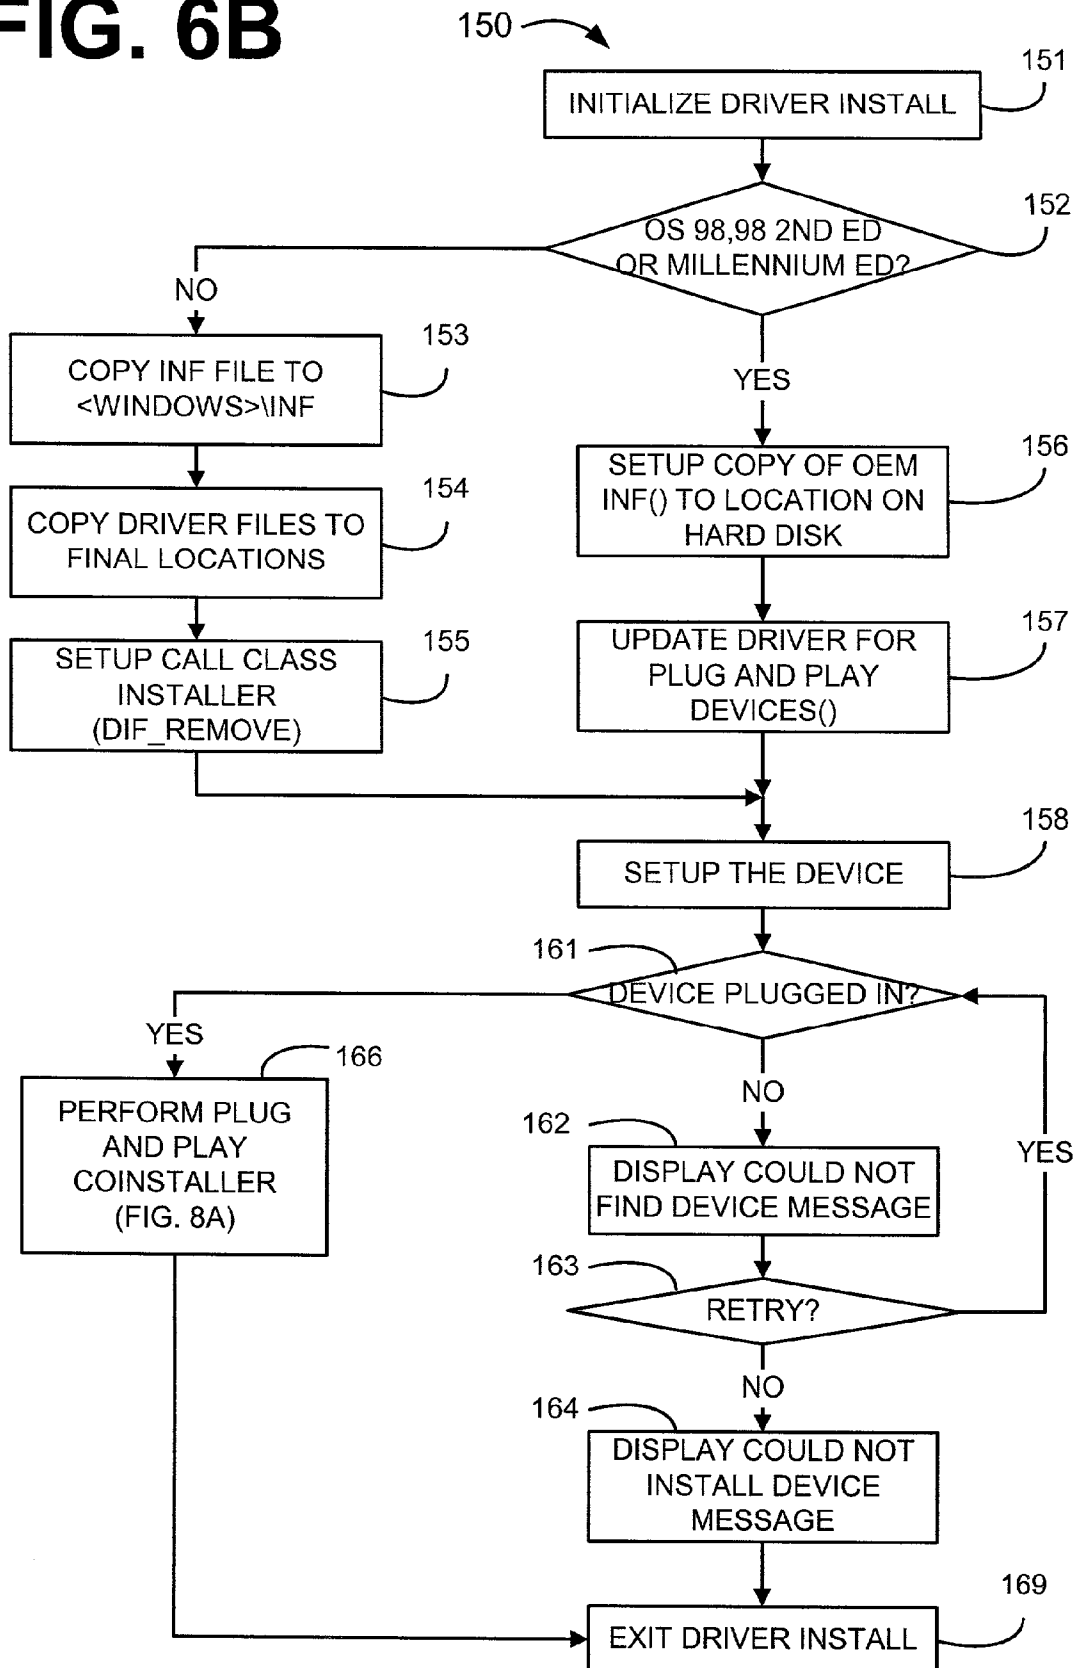 FIG. 6B
150
151
INITIALIZE DRIVER INSTALL
152
OS 98,98 2ND ED
OR MILLENNIUM ED?
NO
YES
153
COPY INF FILE TO
<WINDOWS>\INF
156
SETUP COPY OF OEM
INF() TO LOCATION ON
HARD DISK
154
COPY DRIVER FILES TO
FINAL LOCATIONS
157
UPDATE DRIVER FOR
PLUG AND PLAY
DEVICES()
155
SETUP CALL CLASS
INSTALLER
(DIF_REMOVE)
158
SETUP THE DEVICE
161
DEVICE PLUGGED IN?
YES
NO
166
PERFORM PLUG
AND PLAY
COINSTALLER
(FIG. 8A)
162
DISPLAY COULD NOT
FIND DEVICE MESSAGE
YES
163
RETRY?
NO
164
DISPLAY COULD NOT
INSTALL DEVICE
MESSAGE
169
EXIT DRIVER INSTALL